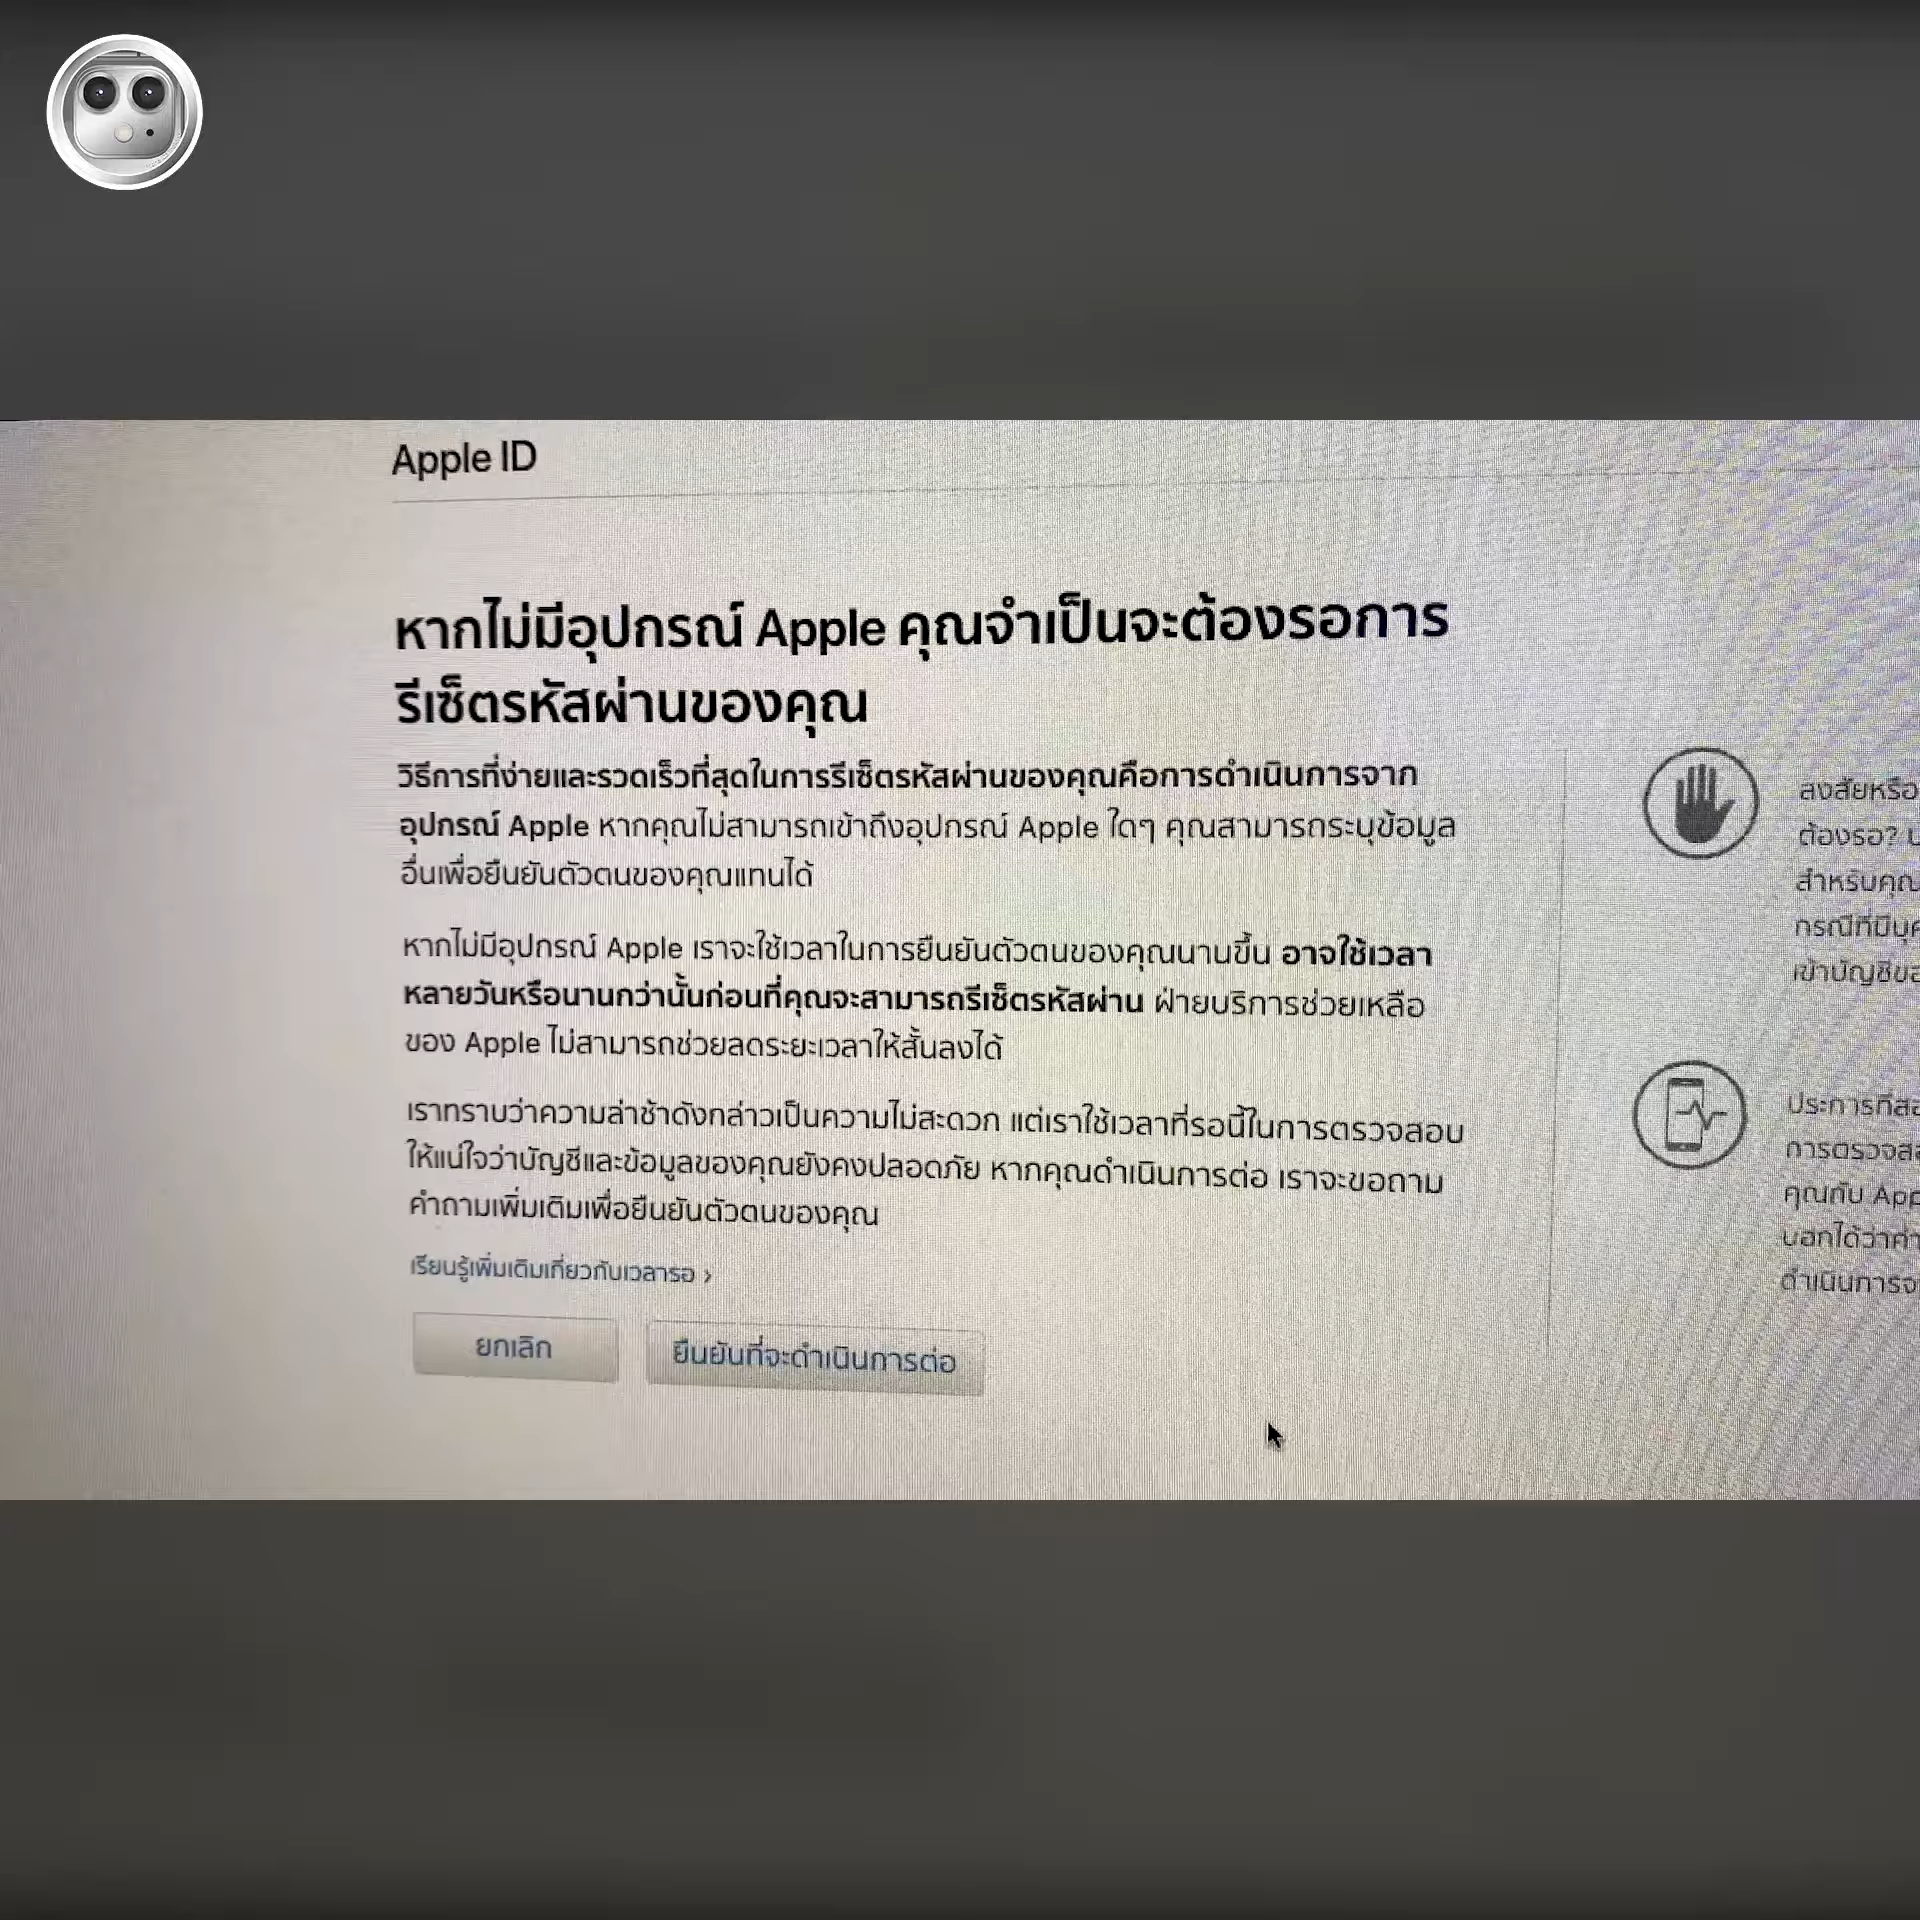 Apple ID
หากไม่มีอุปกรณ์ Apple คุณจำเป็นจะต้องรอการ
รีเซ็ตรหัสผ่านของคุณ
วิธีการที่ง่ายและรวดเร็วที่สุดในการรีเซ็ตรหัสผ่านของคุณคือการดำเนินการจาก
อุปกรณ์ Apple หากคุณไม่สามารถเข้าถึงอุปกรณ์ Apple ใดๆ คุณสามารถระบุข้อมูล
อื่นเพื่อยืนยันตัวตนของคุณแทนได้
หากไม่มีอุปกรณ์ Apple เราจะใช้เวลาในการยืนยันตัวตนของคุณนานขึ้น อาจใช้เวลา
หลายวันหรือนานกว่านั้นก่อนที่คุณจะสามารถรีเซ็ตรหัสผ่าน ฝ่ายบริการช่วยเหลือ
ของ Apple ไม่สามารถช่วยลดระยะเวลาให้สั้นลงได้
เราทราบว่าความล่าช้าดังกล่าวเป็นความไม่สะดวก แต่เราใช้เวลาที่รอนี้ในการตรวจสอบ
ให้แน่ใจว่าบัญชีและข้อมูลของคุณยังคงปลอดภัย หากคุณดำเนินการต่อ เราจะขอถาม
คำถามเพิ่มเติมเพื่อยืนยันตัวตนของคุณ
เรียนรู้เพิ่มเติมเกี่ยวกับเวลารอ ›
ยกเลิก
ยืนยันที่จะดำเนินการต่อ
สงสัยหรือ
ต้องรอ?
สำหรับคุณ
กรณีที่มี
เข้าบัญชี
ประการที่
การตรวจ
คุณกับ App
บอกได้ว่า
ดำเนินการ